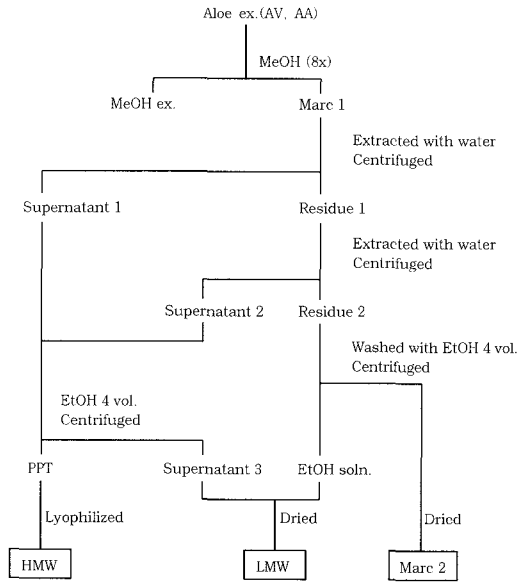 Aloe ex.(AV, AA)
MeOH (8x)
MeOH ex.
Marc 1
Extracted with water
Centrifuged
Supernatant 1
Residue 1
Extracted with water
Centrifuged
Supernatant 2
Residue 2
Washed with EtOH 4 vol.
Centrifuged
EtOH 4 vol.
Centrifuged
PPT
Supernatant 3
EtOH soln.
Lyophilized
Dried
Dried
HMW
LMW
Marc 2